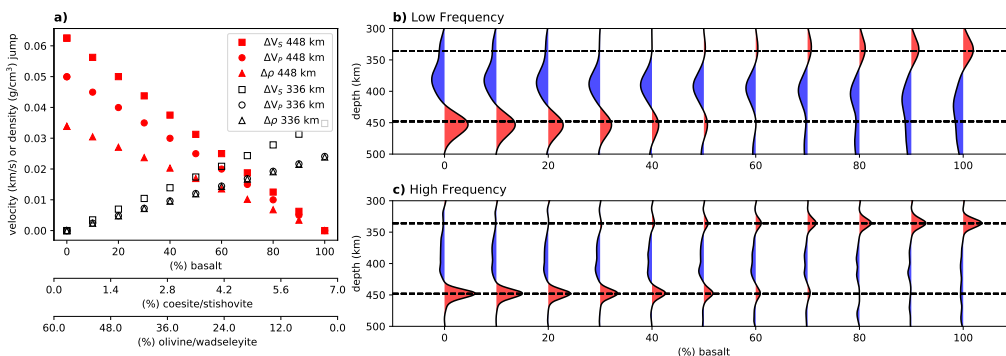 a)
velocity (km/s) or density (g/cm³) jump
0.06
0.05
0.04
0.03
0.02
0.01
0.00
ΔV_S 448 km
ΔV_P 448 km
Δρ 448 km
ΔV_S 336 km
ΔV_P 336 km
Δρ 336 km
0 20 40 60 80 100
(%) basalt
0.0 1.4 2.8 4.2 5.6 7.0
(%) coesite/stishovite
60.0 48.0 36.0 24.0 12.0 0.0
(%) olivine/wadseleyite
b) Low Frequency
depth (km)
300
350
400
450
500
0 20 40 60 80 100
c) High Frequency
depth (km)
300
350
400
450
500
0 20 40 60 80 100
(%) basalt